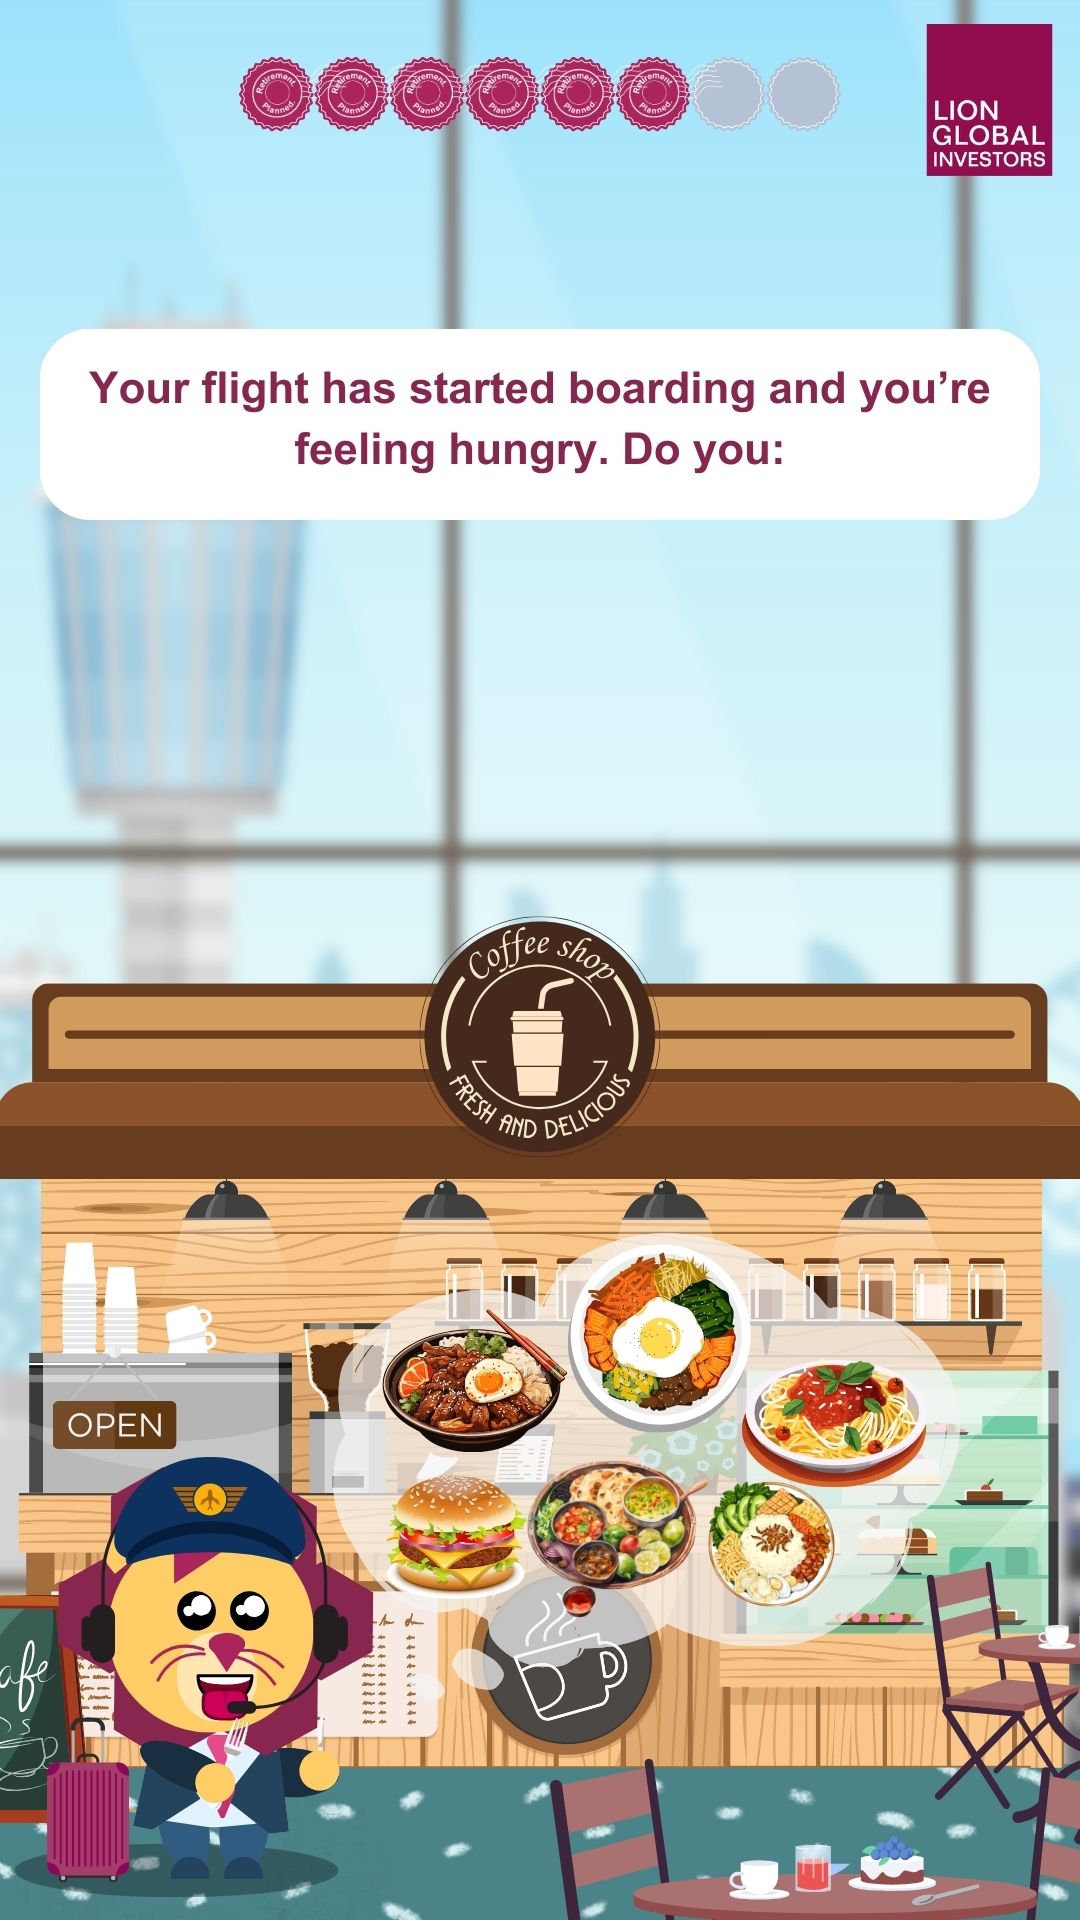 Retirement Planned.
Retirement Planned.
Retirement Planned.
Retirement Planned.
Retirement Planned.
Retirement Planned.
LION
GLOBAL
INVESTORS
Your flight has started boarding and you’re
feeling hungry. Do you:
Coffee shop
FRESH AND DELICIOUS
OPEN